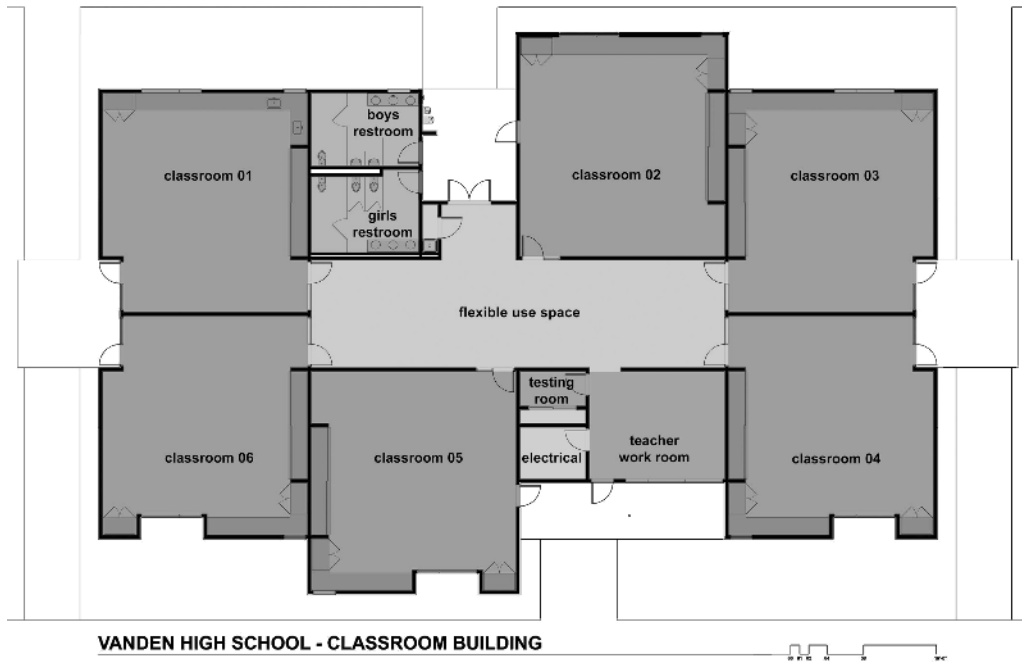 boys
restroom
classroom 01
classroom 02
classroom 03
girls
restroom
flexible use space
testing
room
teacher
work room
electrical
classroom 06
classroom 05
classroom 04
VANDEN HIGH SCHOOL - CLASSROOM BUILDING